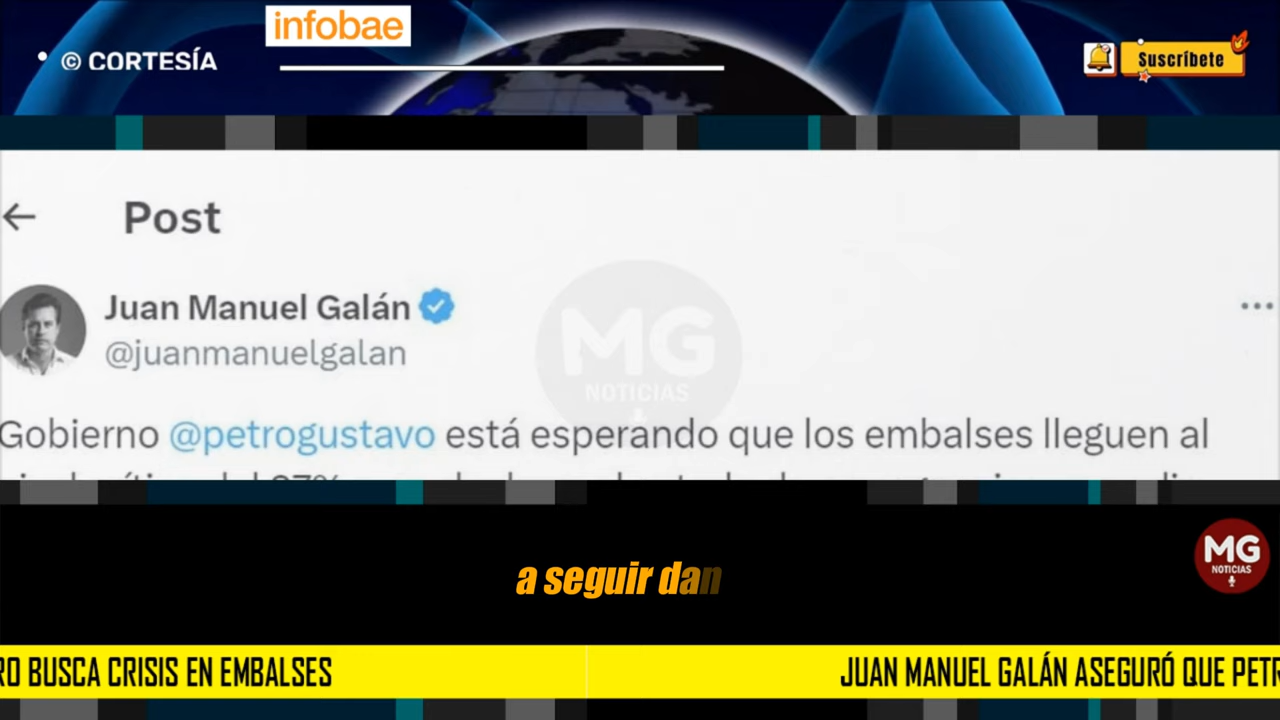 infobae
© CORTESÍA
Suscríbete
Post
Juan Manuel Galán
@juanmanuelgalan
Gobierno @petrogustavo está esperando que los embalses lleguen al
MG
NOTICIAS
a seguir dan
MG
NOTICIAS
RO BUSCA CRISIS EN EMBALSES
JUAN MANUEL GALÁN ASEGURÓ QUE PETR